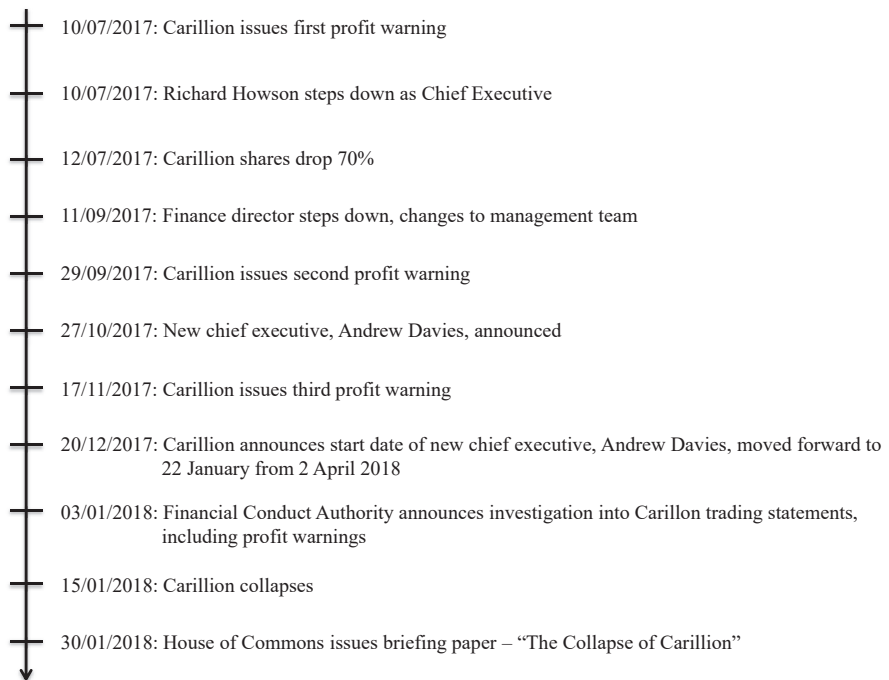 10/07/2017: Carillion issues first profit warning
10/07/2017: Richard Howson steps down as Chief Executive
12/07/2017: Carillion shares drop 70%
11/09/2017: Finance director steps down, changes to management team
29/09/2017: Carillion issues second profit warning
27/10/2017: New chief executive, Andrew Davies, announced
17/11/2017: Carillion issues third profit warning
20/12/2017: Carillion announces start date of new chief executive, Andrew Davies, moved forward to
22 January from 2 April 2018
03/01/2018: Financial Conduct Authority announces investigation into Carillon trading statements,
including profit warnings
15/01/2018: Carillion collapses
30/01/2018: House of Commons issues briefing paper – “The Collapse of Carillion”